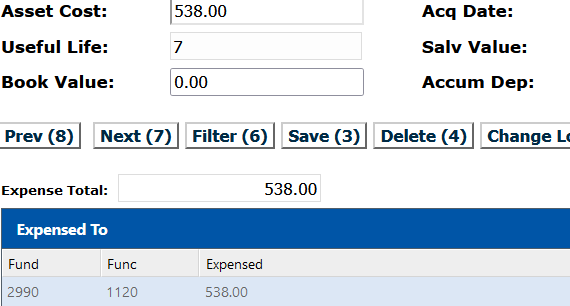 Asset Cost: 538.00 Acq Date:
Useful Life: 7 Salv Value:
Book Value: 0.00 Accum Dep:
Prev (8) Next (7) Filter (6) Save (3) Delete (4) Change Lo
Expense Total: 538.00
Expensed To
Fund Func Expensed
2990 1120 538.00